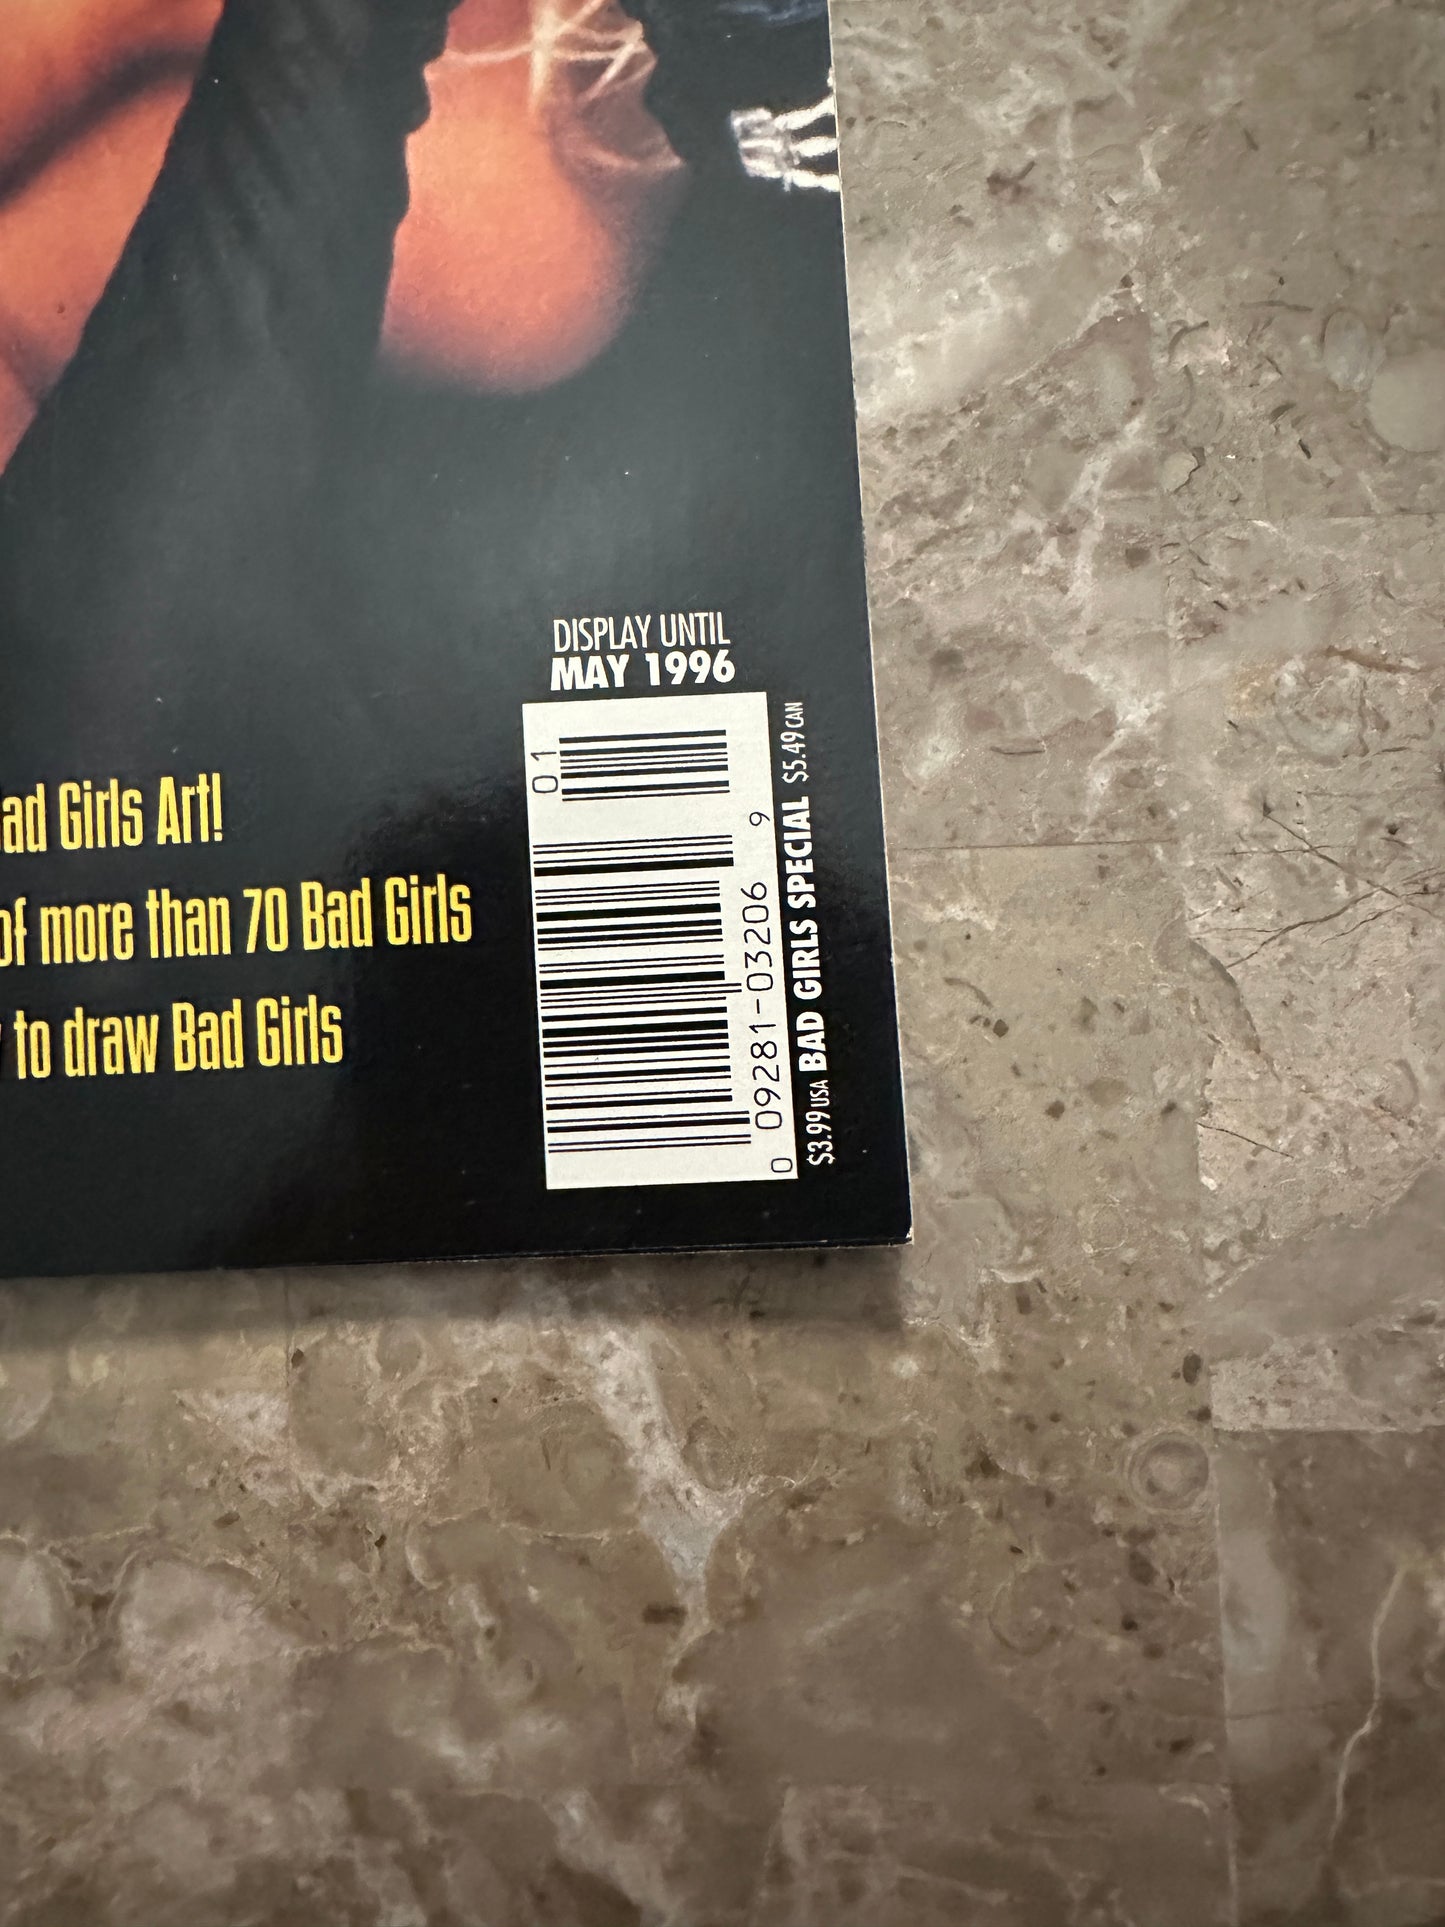 DISPLAY UNTIL
MAY 1996
01
0 09281-03206 9
$3.99 USA BAD GIRLS SPECIAL $5.49 CAN
ad Girls Art!
of more than 70 Bad Girls
to draw Bad Girls